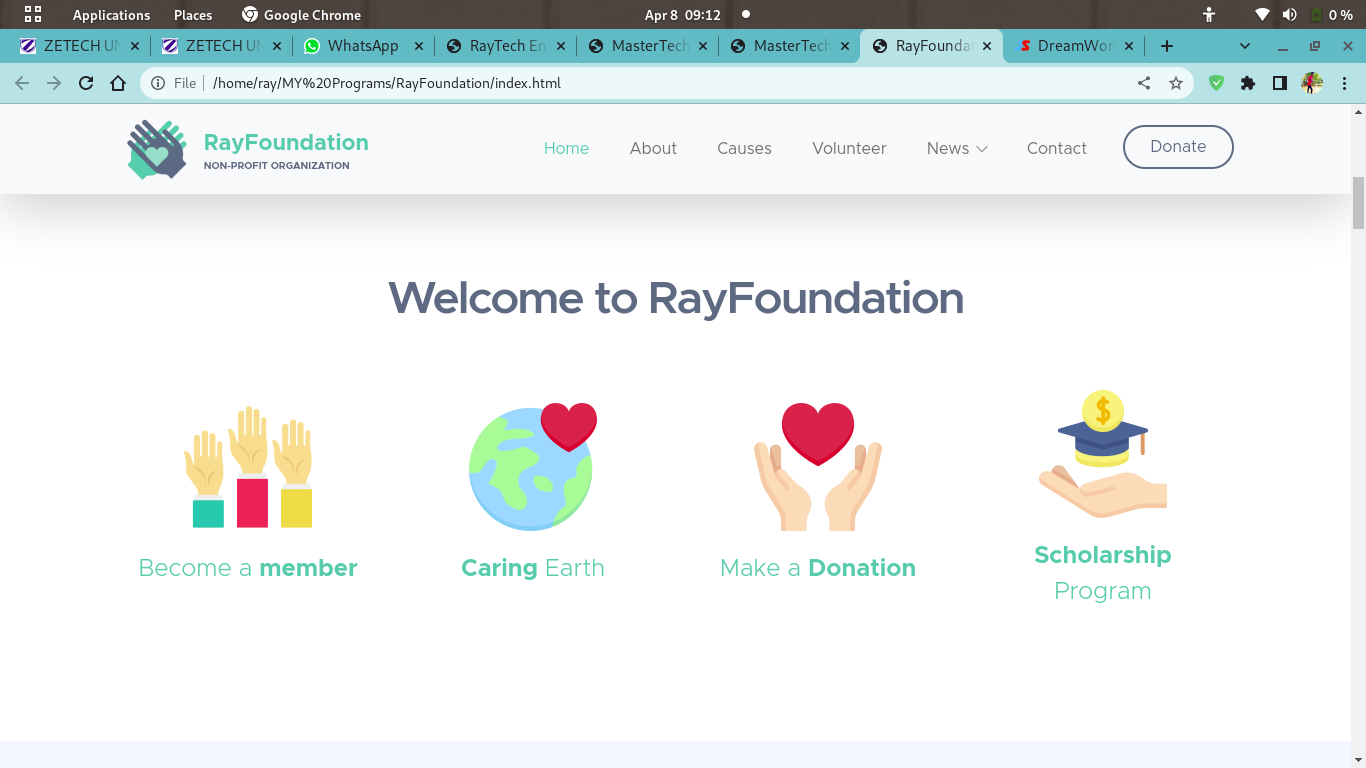 Applications Places Google Chrome Apr 8 09:12 0 %
ZETECH UN ZETECH UN WhatsApp RayTech En MasterTech MasterTech RayFoundat DreamWor
File /home/ray/MY%20Programs/RayFoundation/index.html
RayFoundation
NON-PROFIT ORGANIZATION
Home About Causes Volunteer News Contact Donate
Welcome to RayFoundation
Become a member
Caring Earth
Make a Donation
Scholarship
Program